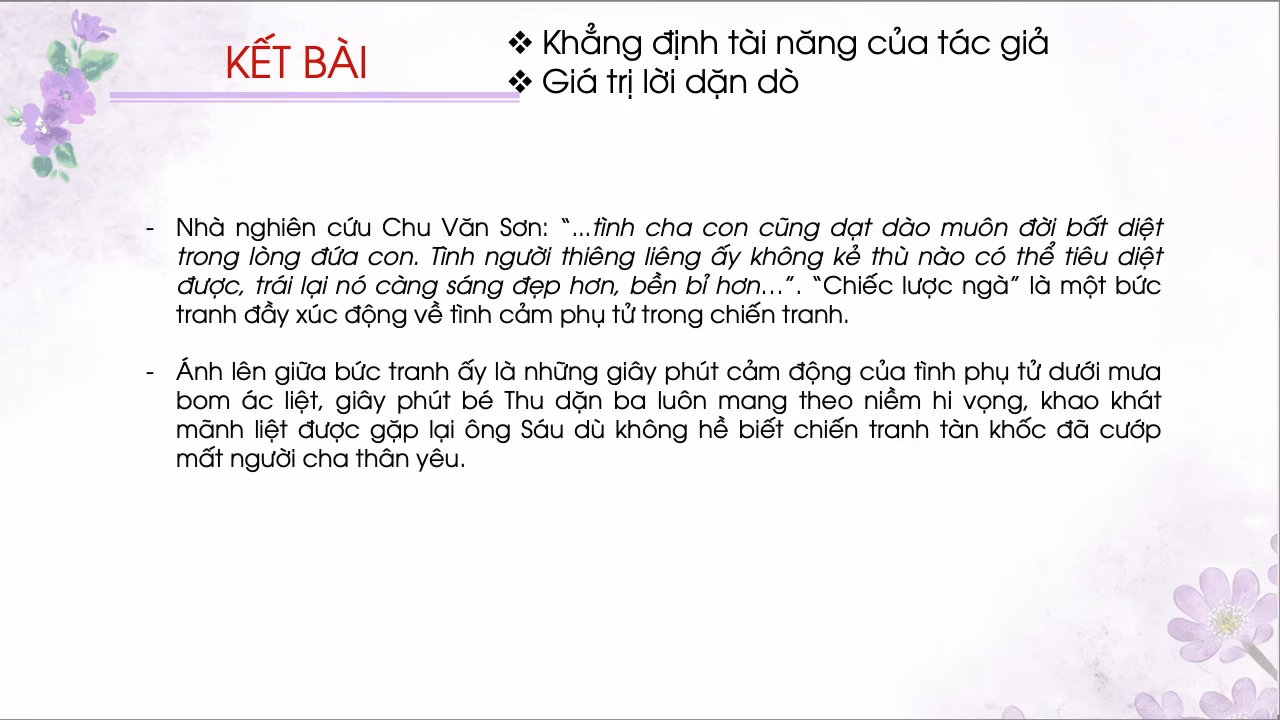 KẾT BÀI
❖ Khẳng định tài năng của tác giả
❖ Giá trị lời dặn dò
- Nhà nghiên cứu Chu Văn Sơn: “...tình cha con cũng dạt dào muôn đời bất diệt
trong lòng đứa con. Tình người thiêng liêng ấy không kẻ thù nào có thể tiêu diệt
được, trái lại nó càng sáng đẹp hơn, bền bỉ hơn…”. “Chiếc lược ngà” là một bức
tranh đầy xúc động về tình cảm phụ tử trong chiến tranh.
- Ánh lên giữa bức tranh ấy là những giây phút cảm động của tình phụ tử dưới mưa
bom ác liệt, giây phút bé Thu dặn ba luôn mang theo niềm hi vọng, khao khát
mãnh liệt được gặp lại ông Sáu dù không hề biết chiến tranh tàn khốc đã cướp
mất người cha thân yêu.